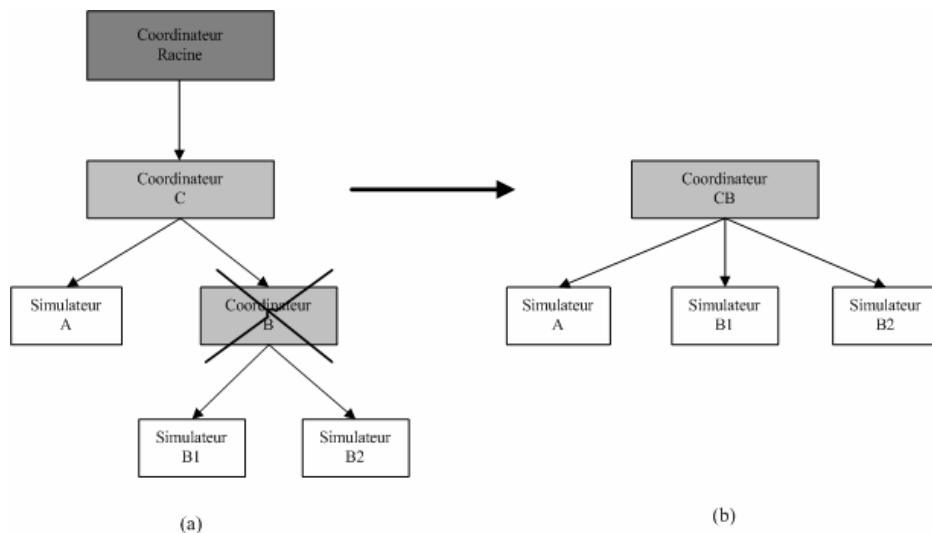 Coordinateur
Racine
Coordinateur
C
Coordinateur
CB
Simulateur
A
Coordinateur
B
Simulateur
A
Simulateur
B1
Simulateur
B2
Simulateur
B1
Simulateur
B2
(a)
(b)